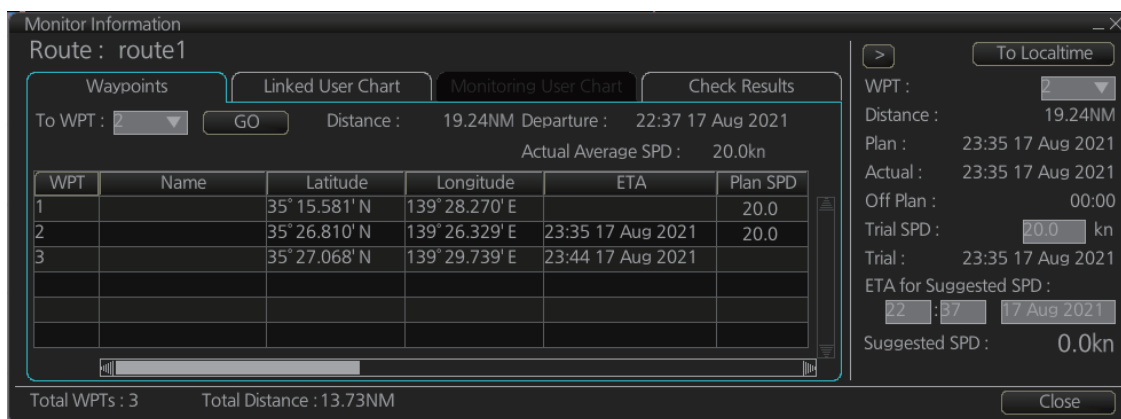 Monitor Information
Route : route1
Waypoints Linked User Chart Monitoring User Chart Check Results
To WPT : 2 GO Distance : 19.24NM Departure : 22:37 17 Aug 2021
Actual Average SPD : 20.0kn
WPT Name Latitude Longitude ETA Plan SPD
1 35° 15.581' N 139° 28.270' E 20.0
2 35° 26.810' N 139° 26.329' E 23:35 17 Aug 2021 20.0
3 35° 27.068' N 139° 29.739' E 23:44 17 Aug 2021
Total WPTs : 3 Total Distance : 13.73NM
> To Localtime
WPT : 2
Distance : 19.24NM
Plan : 23:35 17 Aug 2021
Actual : 23:35 17 Aug 2021
Off Plan : 00:00
Trial SPD : 20.0 kn
Trial : 23:35 17 Aug 2021
ETA for Suggested SPD :
22 :37 17 Aug 2021
Suggested SPD : 0.0kn
Close